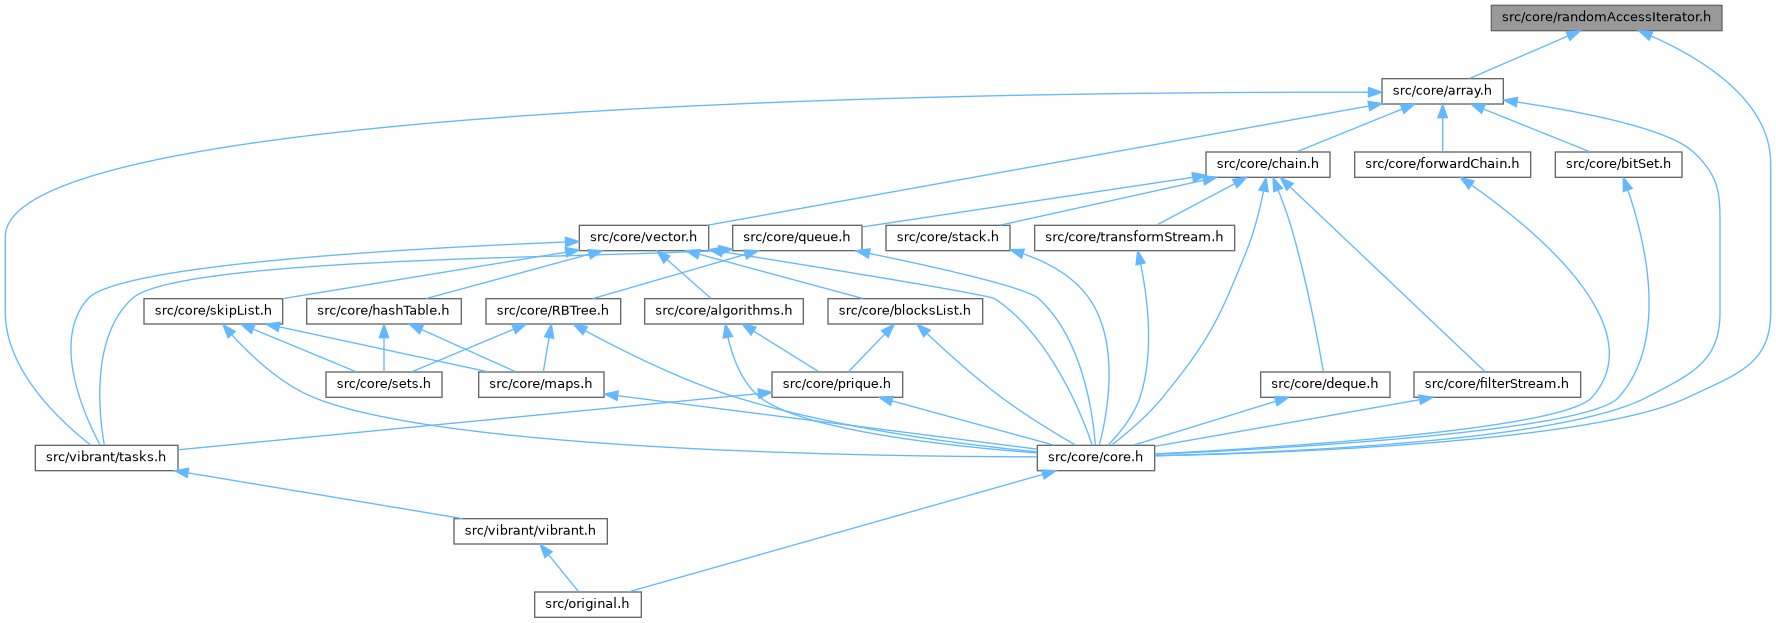 src/core/randomAccessIterator.h
src/core/array.h
src/core/chain.h
src/core/forwardChain.h
src/core/bitSet.h
src/core/vector.h
src/core/queue.h
src/core/stack.h
src/core/transformStream.h
src/core/skipList.h
src/core/hashTable.h
src/core/RBTree.h
src/core/algorithms.h
src/core/blocksList.h
src/core/sets.h
src/core/maps.h
src/core/prique.h
src/core/deque.h
src/core/filterStream.h
src/vibrant/tasks.h
src/core/core.h
src/vibrant/vibrant.h
src/original.h